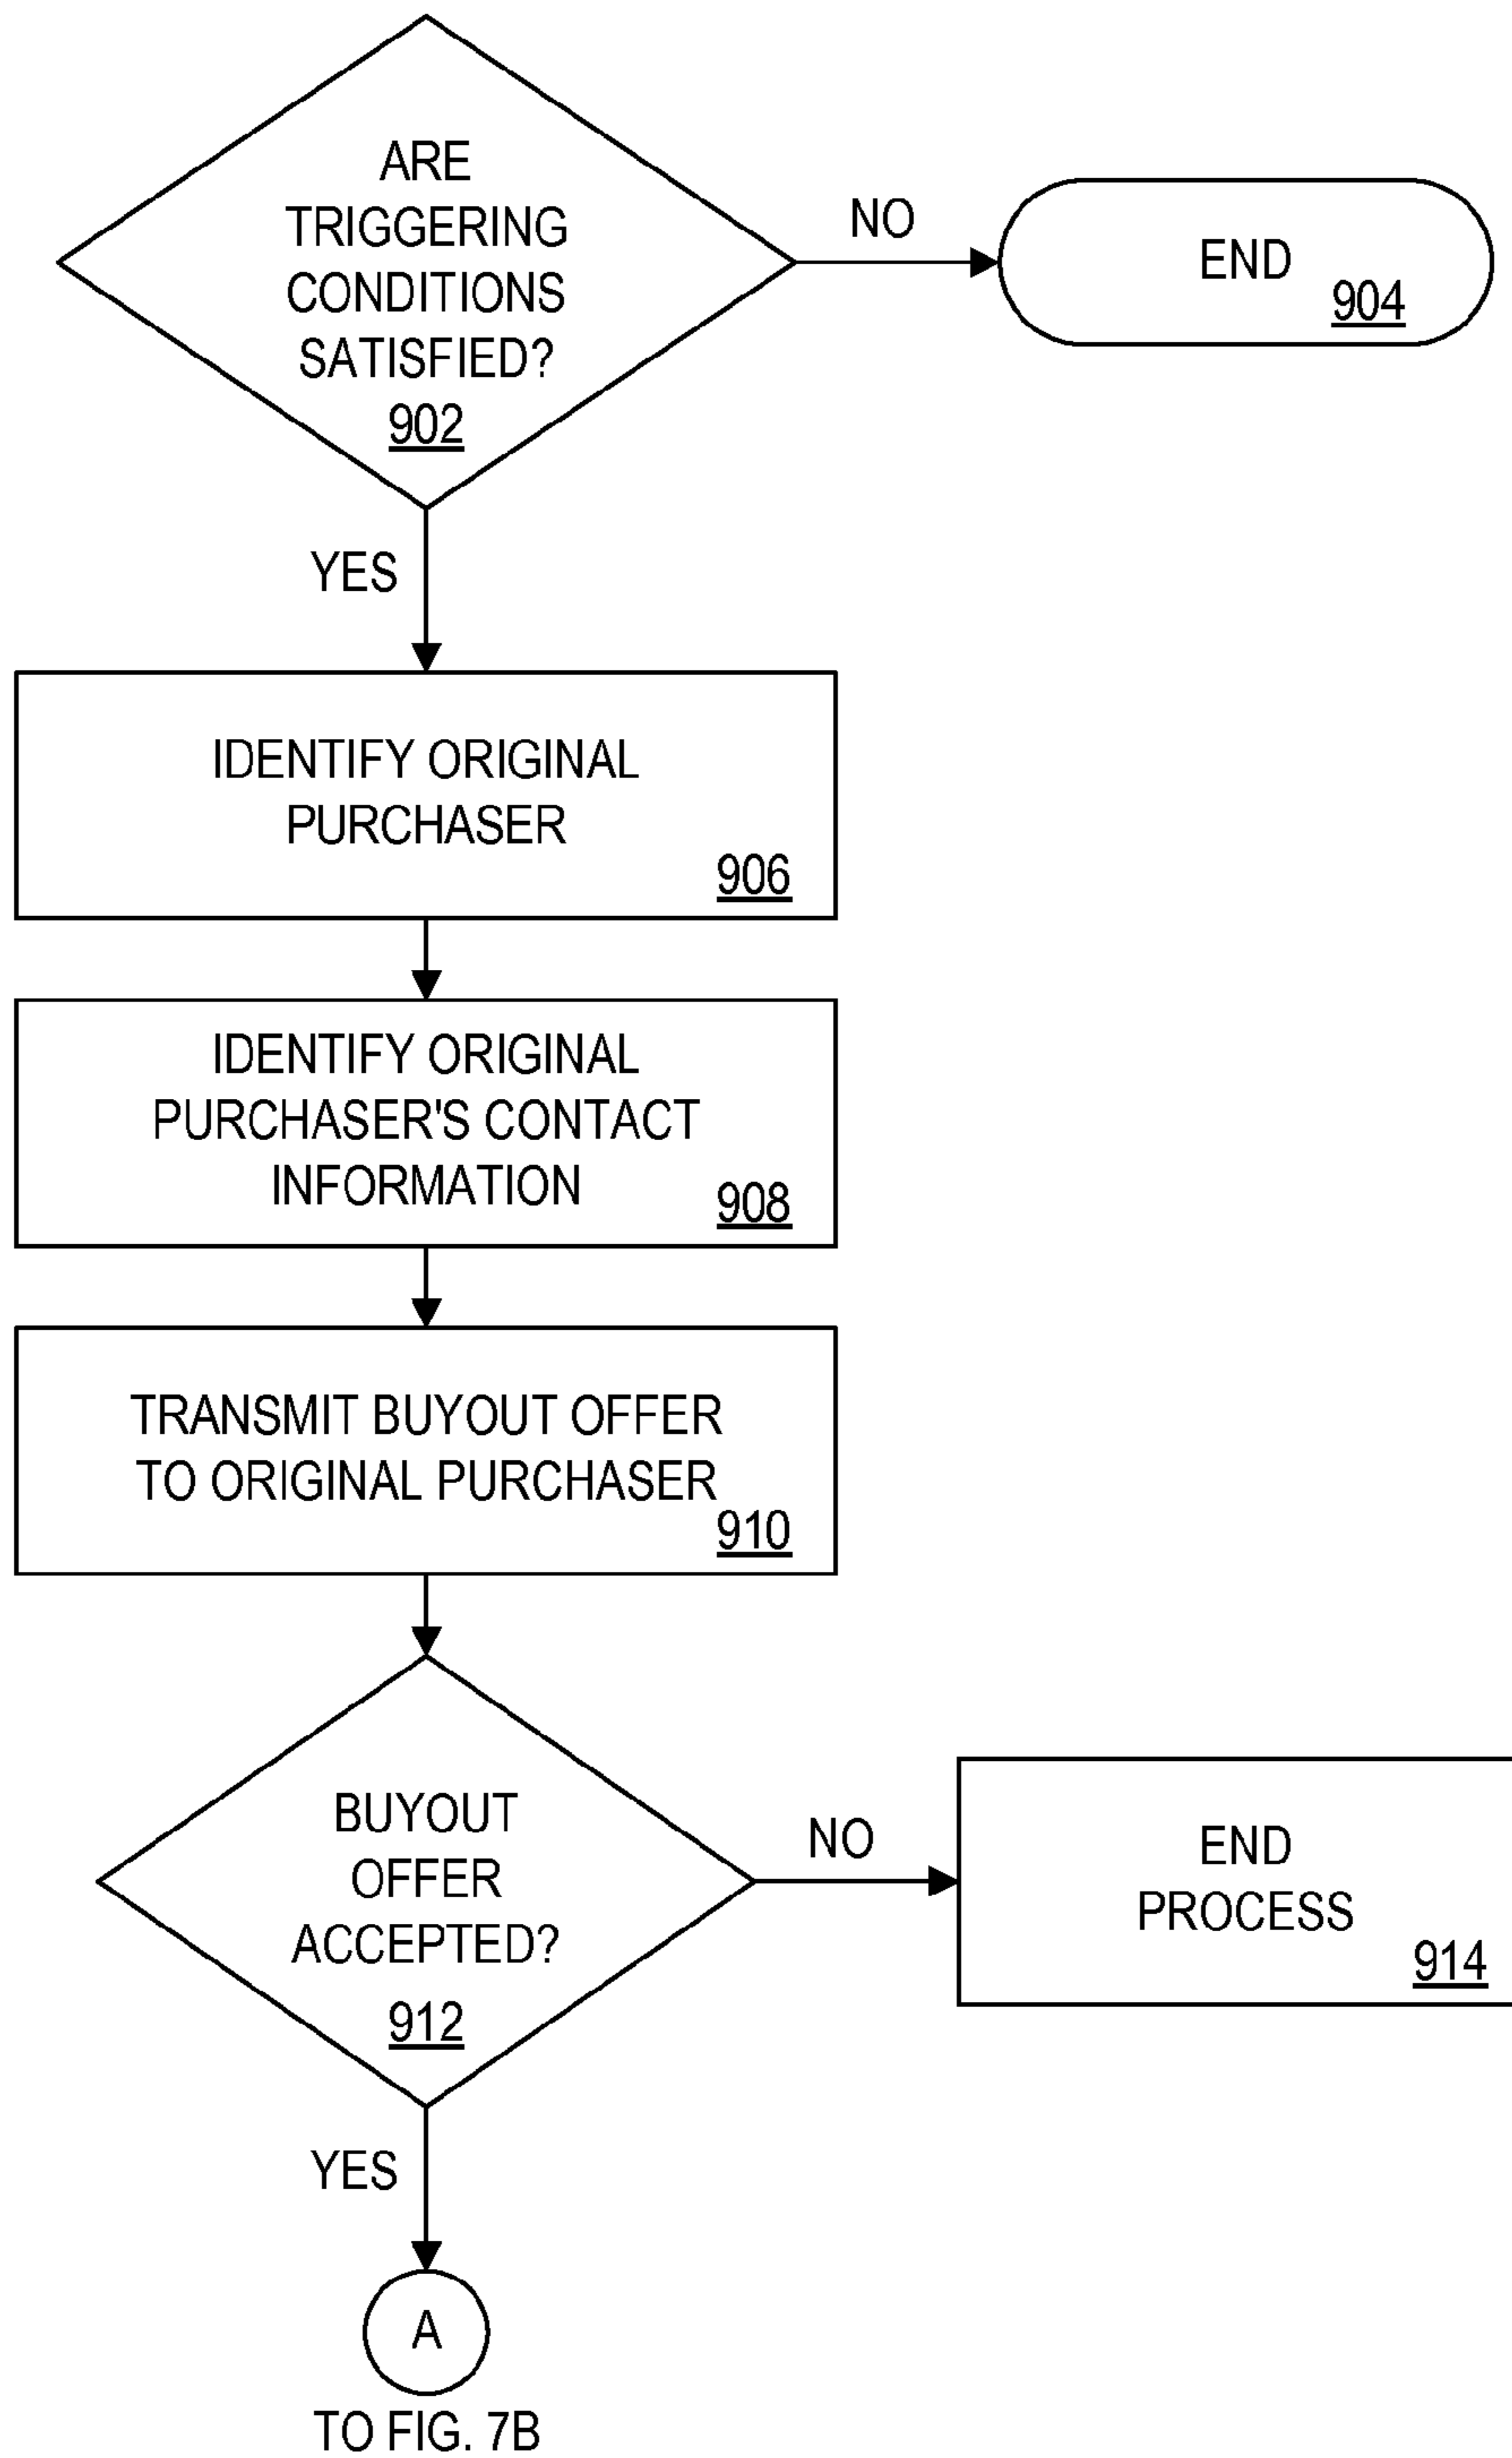 ARE
TRIGGERING
CONDITIONS
SATISFIED?
902
NO
END
904
YES
IDENTIFY ORIGINAL
PURCHASER
906
IDENTIFY ORIGINAL
PURCHASER'S CONTACT
INFORMATION
908
TRANSMIT BUYOUT OFFER
TO ORIGINAL PURCHASER
910
BUYOUT
OFFER
ACCEPTED?
912
NO
END
PROCESS
914
YES
A
TO FIG. 7B